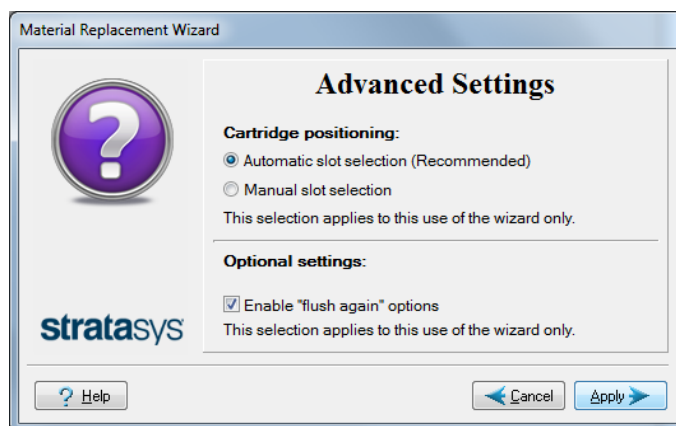 Material Replacement Wizard
Advanced Settings
Cartridge positioning:
Automatic slot selection (Recommended)
Manual slot selection
This selection applies to this use of the wizard only.
Optional settings:
Enable "flush again" options
This selection applies to this use of the wizard only.
stratasys
? Help
Cancel
Apply